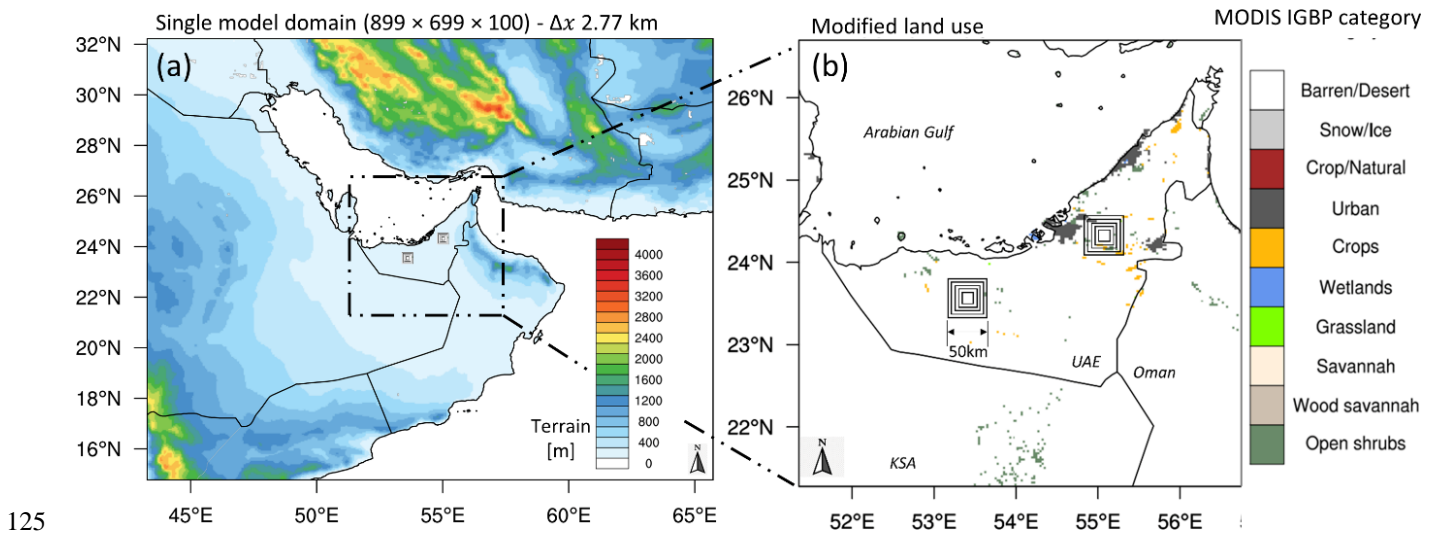 Single model domain (899 × 699 × 100) - Δx 2.77 km
Modified land use
MODIS IGBP category
(a)
32°N
30°N
28°N
26°N
24°N
22°N
20°N
18°N
16°N
45°E
50°E
55°E
60°E
65°E
4000
3600
3200
2800
2400
2000
1600
1200
800
400
0
Terrain
[m]
N
(b)
26°N
25°N
24°N
23°N
22°N
52°E
53°E
54°E
55°E
56°E
Arabian Gulf
50km
UAE
Oman
KSA
N
Barren/Desert
Snow/Ice
Crop/Natural
Urban
Crops
Wetlands
Grassland
Savannah
Wood savannah
Open shrubs
125